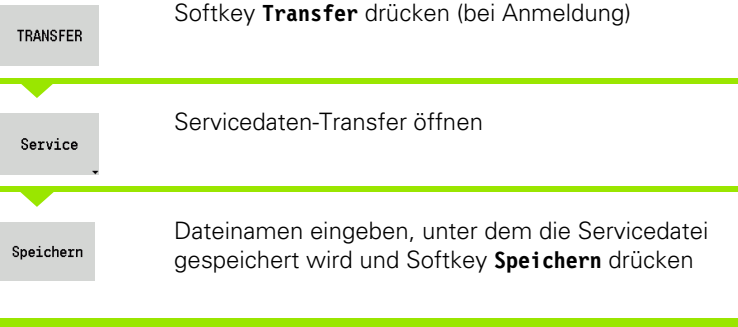 TRANSFER
Softkey Transfer drücken (bei Anmeldung)
Service
Servicedaten-Transfer öffnen
Speichern
Dateinamen eingeben, unter dem die Servicedatei
gespeichert wird und Softkey Speichern drücken